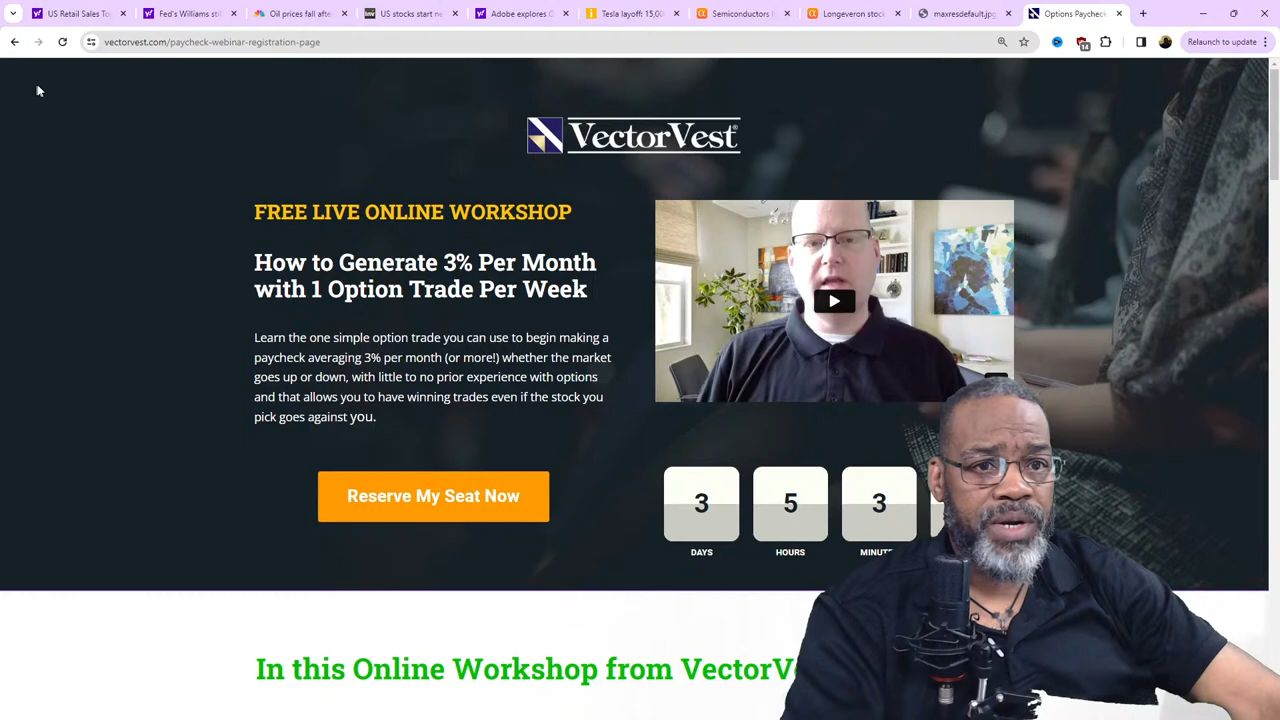 US Retail Sales To
Fed's Williams sti
Oil prices fall afte
US stocks start ne
Adobe explores
Tesla layoff: 15,00
Semiconductors
Longeveron stock
maxresdefault.jpg
Options Paycheck
vectorvest.com/paycheck-webinar-registration-page
14
Relaunch to update
VectorVest®
FREE LIVE ONLINE WORKSHOP
How to Generate 3% Per Month
with 1 Option Trade Per Week
Learn the one simple option trade you can use to begin making a
paycheck averaging 3% per month (or more!) whether the market
goes up or down, with little to no prior experience with options
and that allows you to have winning trades even if the stock you
pick goes against you.
Reserve My Seat Now
3
5
3
DAYS
HOURS
MINUTE
In this Online Workshop from VectorVe